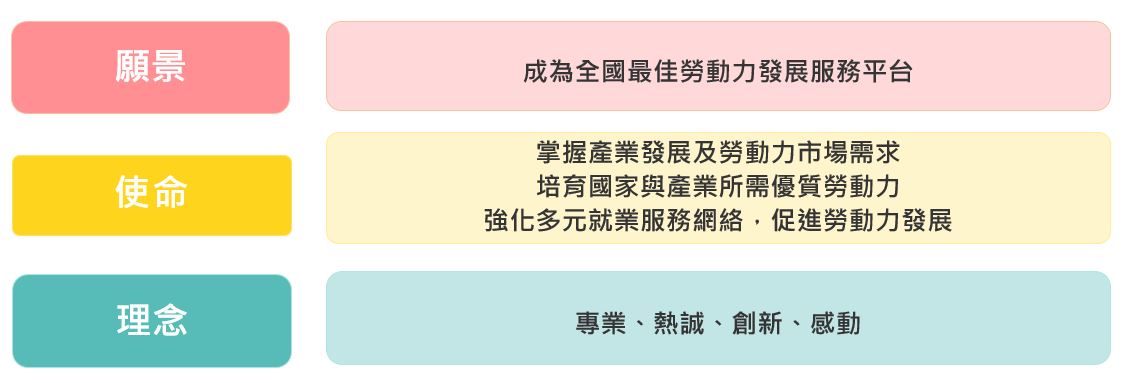 願景
成為全國最佳勞動力發展服務平台
使命
掌握產業發展及勞動力市場需求
培育國家與產業所需優質勞動力
強化多元就業服務網絡，促進勞動力發展
理念
專業、熱誠、創新、感動